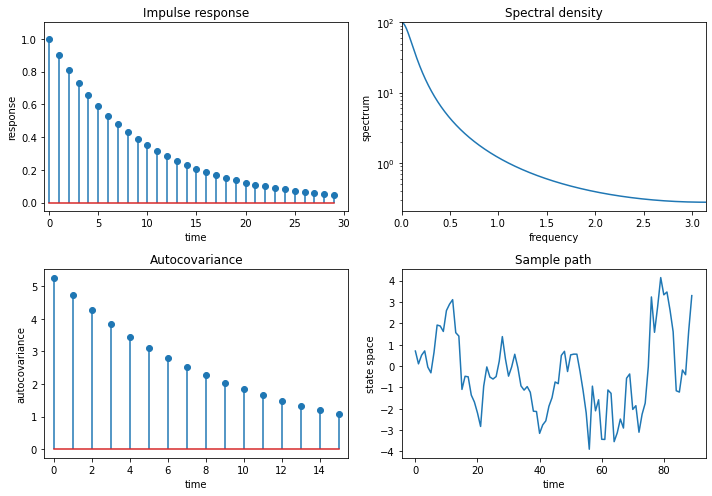 Impulse response
response
1.0
0.8
0.6
0.4
0.2
0.0
0 5 10 15 20 25 30
time
Spectral density
spectrum
10²
10¹
10⁰
0.0 0.5 1.0 1.5 2.0 2.5 3.0
frequency
Autocovariance
autocovariance
5
4
3
2
1
0
0 2 4 6 8 10 12 14
time
Sample path
state space
4
3
2
1
0
−1
−2
−3
−4
0 20 40 60 80
time